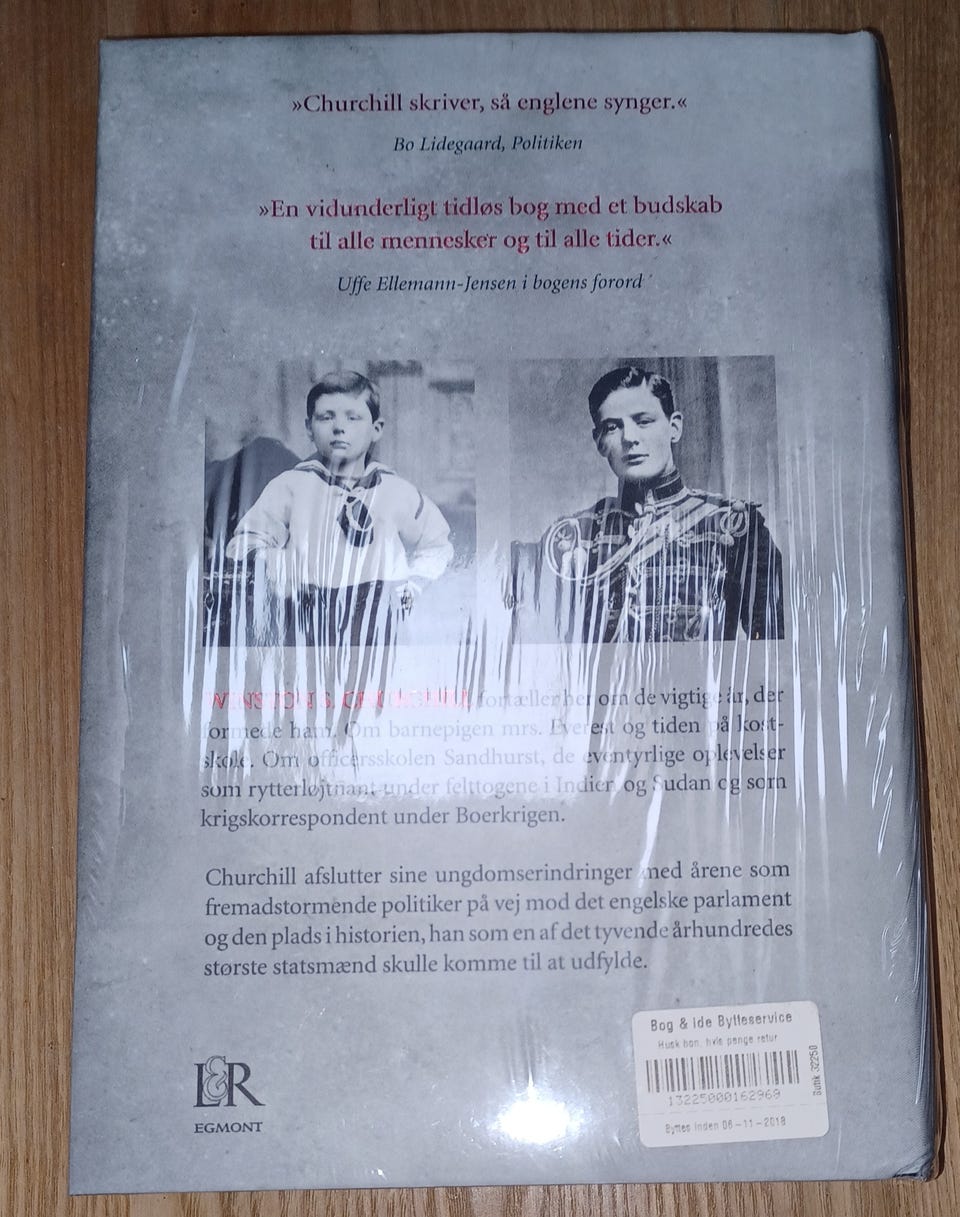 »Churchill skriver, så englene synger.«
Bo Lidegaard, Politiken
»En vidunderligt tidløs bog med et budskab
til alle mennesker og til alle tider.«
Uffe Ellemann-Jensen i bogens forord
WINSTON S. CHURCHILL fortæller her om de vigtige år, der
formede ham. Om barnepigen mrs. Everest og tiden på kost-
skole. Om officersskolen Sandhurst, de eventyrlige oplevelser
som rytterløjtnant under felttogene i Indien og Sudan og som
krigskorrespondent under Boerkrigen.
Churchill afslutter sine ungdomserindringer med årene som
fremadstormende politiker på vej mod det engelske parlament
og den plads i historien, han som en af det tyvende århundredes
største statsmænd skulle komme til at udfylde.
L&R
EGMONT
Bog & Ide Bytteservice
Husk bon, hvis penge retur
13225000162969
Butik 32250
Byttes inden 06-11-2018